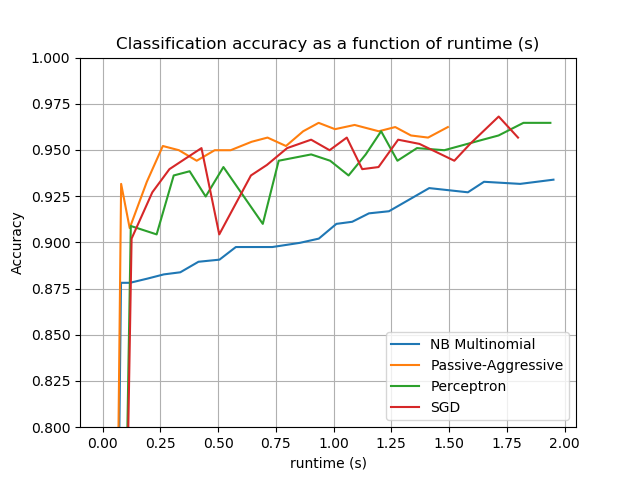 Classification accuracy as a function of runtime (s)
1.000
0.975
0.950
0.925
0.900
0.875
0.850
0.825
0.800
Accuracy
NB Multinomial
Passive-Aggressive
Perceptron
SGD
0.00 0.25 0.50 0.75 1.00 1.25 1.50 1.75 2.00
runtime (s)